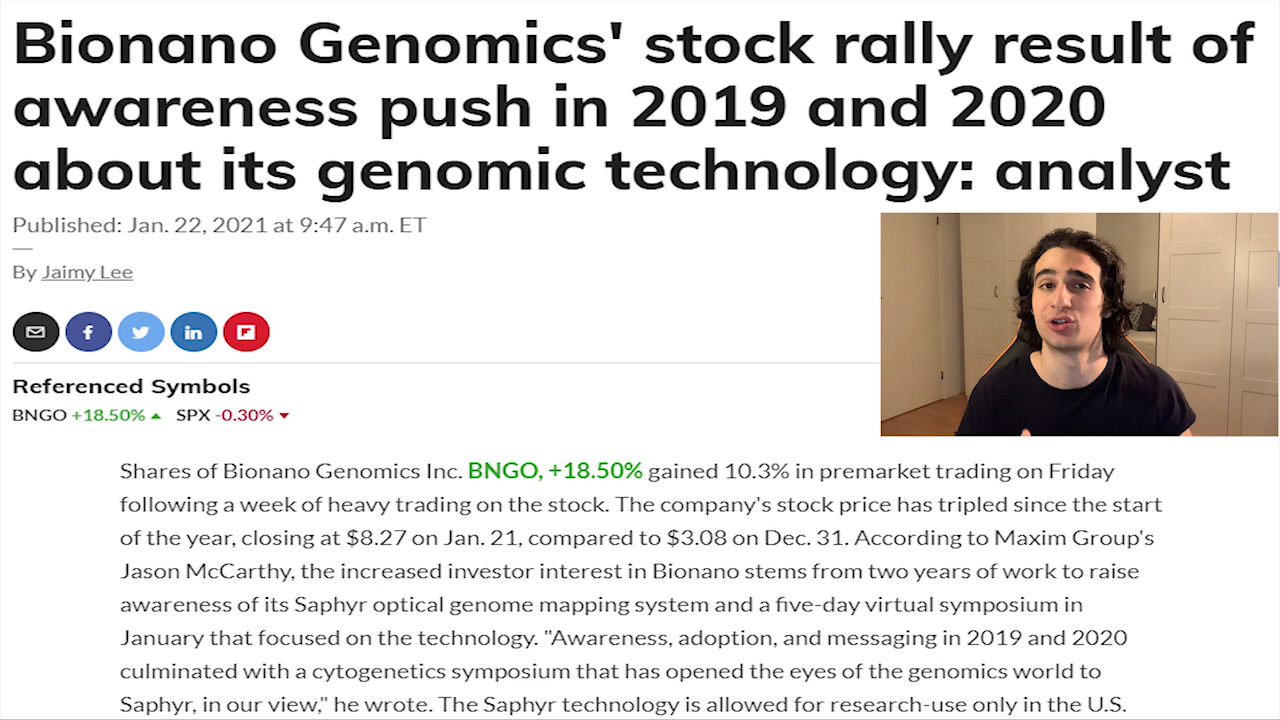 Bionano Genomics' stock rally result of
awareness push in 2019 and 2020
about its genomic technology: analyst
Published: Jan. 22, 2021 at 9:47 a.m. ET
By Jaimy Lee
f in
Referenced Symbols
BNGO +18.50% SPX -0.30%
Shares of Bionano Genomics Inc. BNGO, +18.50% gained 10.3% in premarket trading on Friday
following a week of heavy trading on the stock. The company's stock price has tripled since the start
of the year, closing at $8.27 on Jan. 21, compared to $3.08 on Dec. 31. According to Maxim Group's
Jason McCarthy, the increased investor interest in Bionano stems from two years of work to raise
awareness of its Saphyr optical genome mapping system and a five-day virtual symposium in
January that focused on the technology. "Awareness, adoption, and messaging in 2019 and 2020
culminated with a cytogenetics symposium that has opened the eyes of the genomics world to
Saphyr, in our view," he wrote. The Saphyr technology is allowed for research-use only in the U.S.